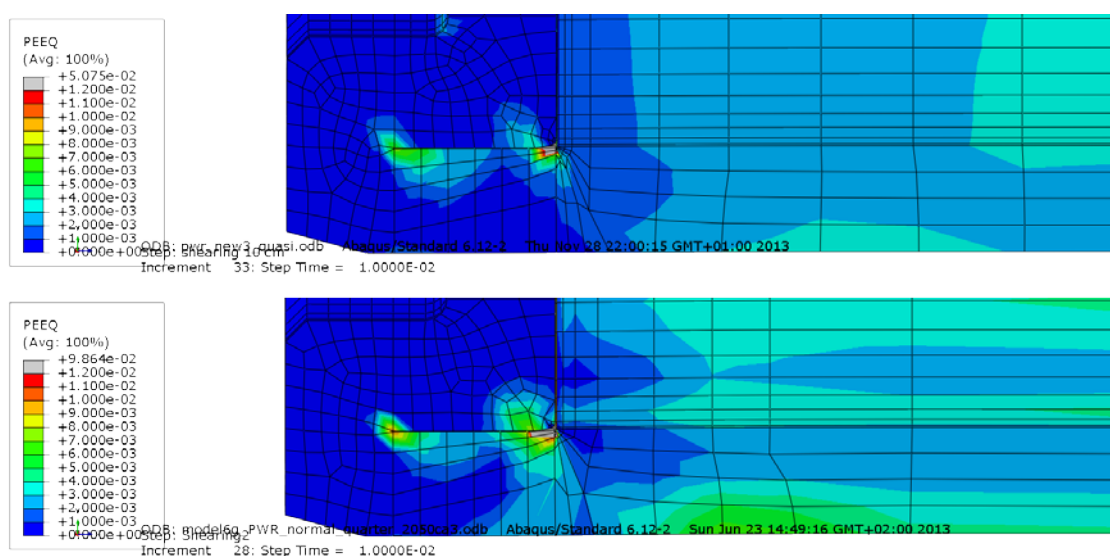 PEEQ
(Avg: 100%)
+5.075e-02
+1.200e-02
+1.100e-02
+1.000e-02
+9.000e-03
+8.000e-03
+7.000e-03
+6.000e-03
+5.000e-03
+4.000e-03
+3.000e-03
+2.000e-03
+1.000e-03
+0.000e+00
ODB: pwr_new3_quasi.odb Abaqus/Standard 6.12-2 Thu Nov 28 22:00:15 GMT+01:00 2013
Step: Shearing 10 cm
Increment 33: Step Time = 1.0000E-02
PEEQ
(Avg: 100%)
+9.864e-02
+1.200e-02
+1.100e-02
+1.000e-02
+9.000e-03
+8.000e-03
+7.000e-03
+6.000e-03
+5.000e-03
+4.000e-03
+3.000e-03
+2.000e-03
+1.000e-03
+0.000e+00
ODB: model6g-PWR_normal_quarter_2050ca3.odb Abaqus/Standard 6.12-2 Sun Jun 23 14:49:16 GMT+02:00 2013
Step: Shearing2
Increment 28: Step Time = 1.0000E-02